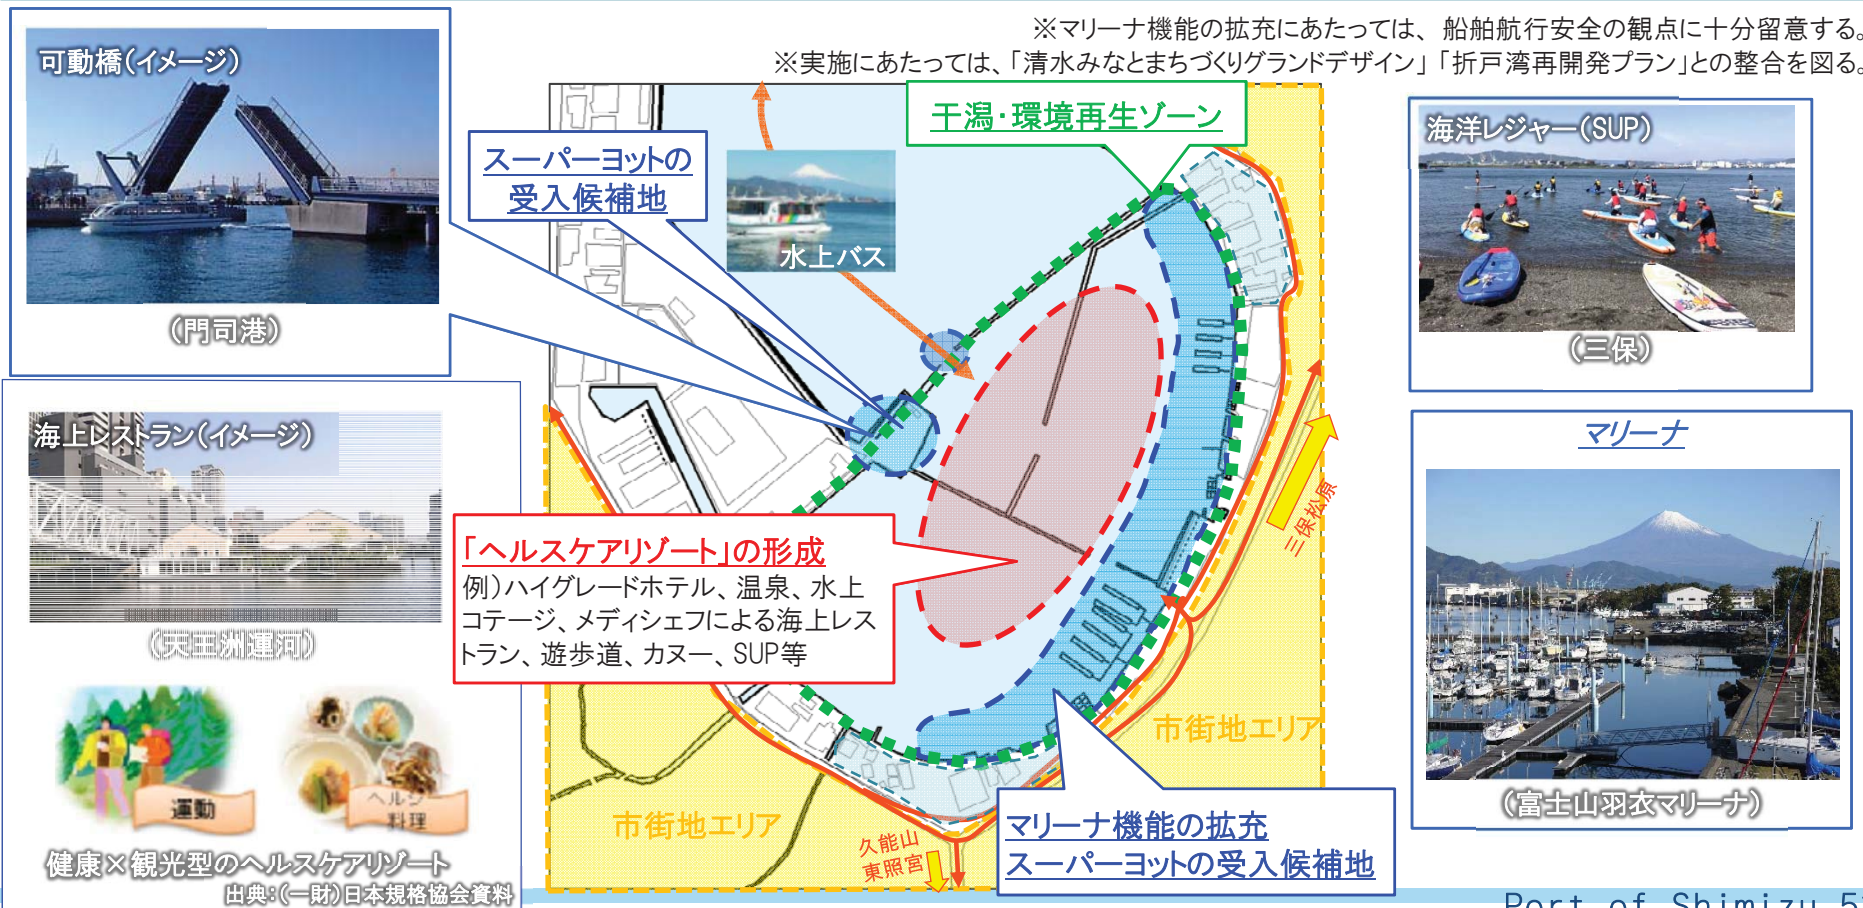 ※マリーナ機能の拡充にあたっては、船舶航行安全の観点に十分留意する。
※実施にあたっては、「清水みなとまちづくりグランドデザイン」「折戸湾再開発プラン」との整合を図る。
可動橋(イメージ)
(門司港)
スーパーヨットの
受入候補地
水上バス
干潟・環境再生ゾーン
海洋レジャー(SUP)
(三保)
海上レストラン(イメージ)
(天王洲運河)
「ヘルスケアリゾート」の形成
例)ハイグレードホテル、温泉、水上
コテージ、メディシェフによる海上レス
トラン、遊歩道、カヌー、SUP等
三保松原
マリーナ
(富士山羽衣マリーナ)
運動
ヘルシー
料理
健康×観光型のヘルスケアリゾート
出典:(一財)日本規格協会資料
市街地エリア
市街地エリア
久能山
東照宮
マリーナ機能の拡充
スーパーヨットの受入候補地
Port of Shimizu